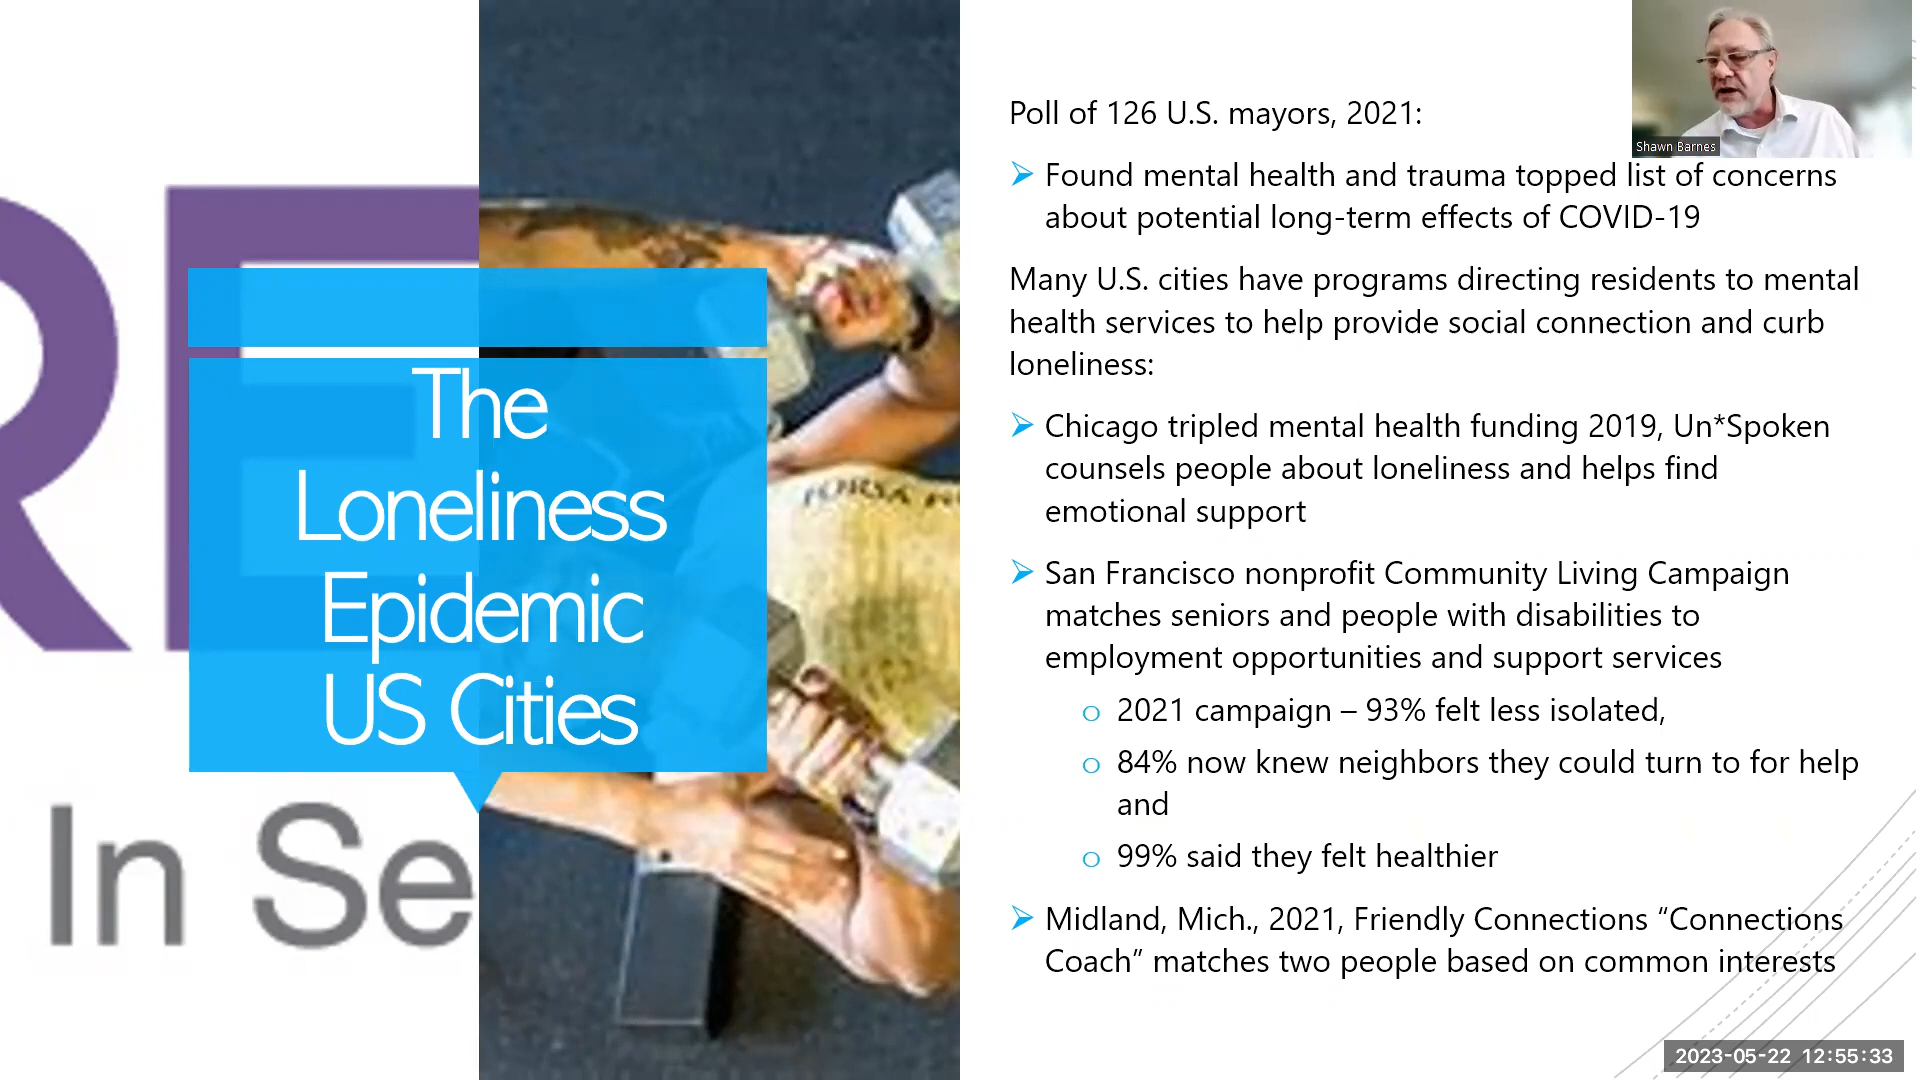 RE
In Se
The
Loneliness
Epidemic
US Cities
Poll of 126 U.S. mayors, 2021:
Found mental health and trauma topped list of concerns
about potential long-term effects of COVID-19
Many U.S. cities have programs directing residents to mental
health services to help provide social connection and curb
loneliness:
Chicago tripled mental health funding 2019, Un*Spoken
counsels people about loneliness and helps find
emotional support
San Francisco nonprofit Community Living Campaign
matches seniors and people with disabilities to
employment opportunities and support services
2021 campaign – 93% felt less isolated,
84% now knew neighbors they could turn to for help
and
99% said they felt healthier
Midland, Mich., 2021, Friendly Connections “Connections
Coach” matches two people based on common interests
Shawn Barnes
2023-05-22 12:55:33